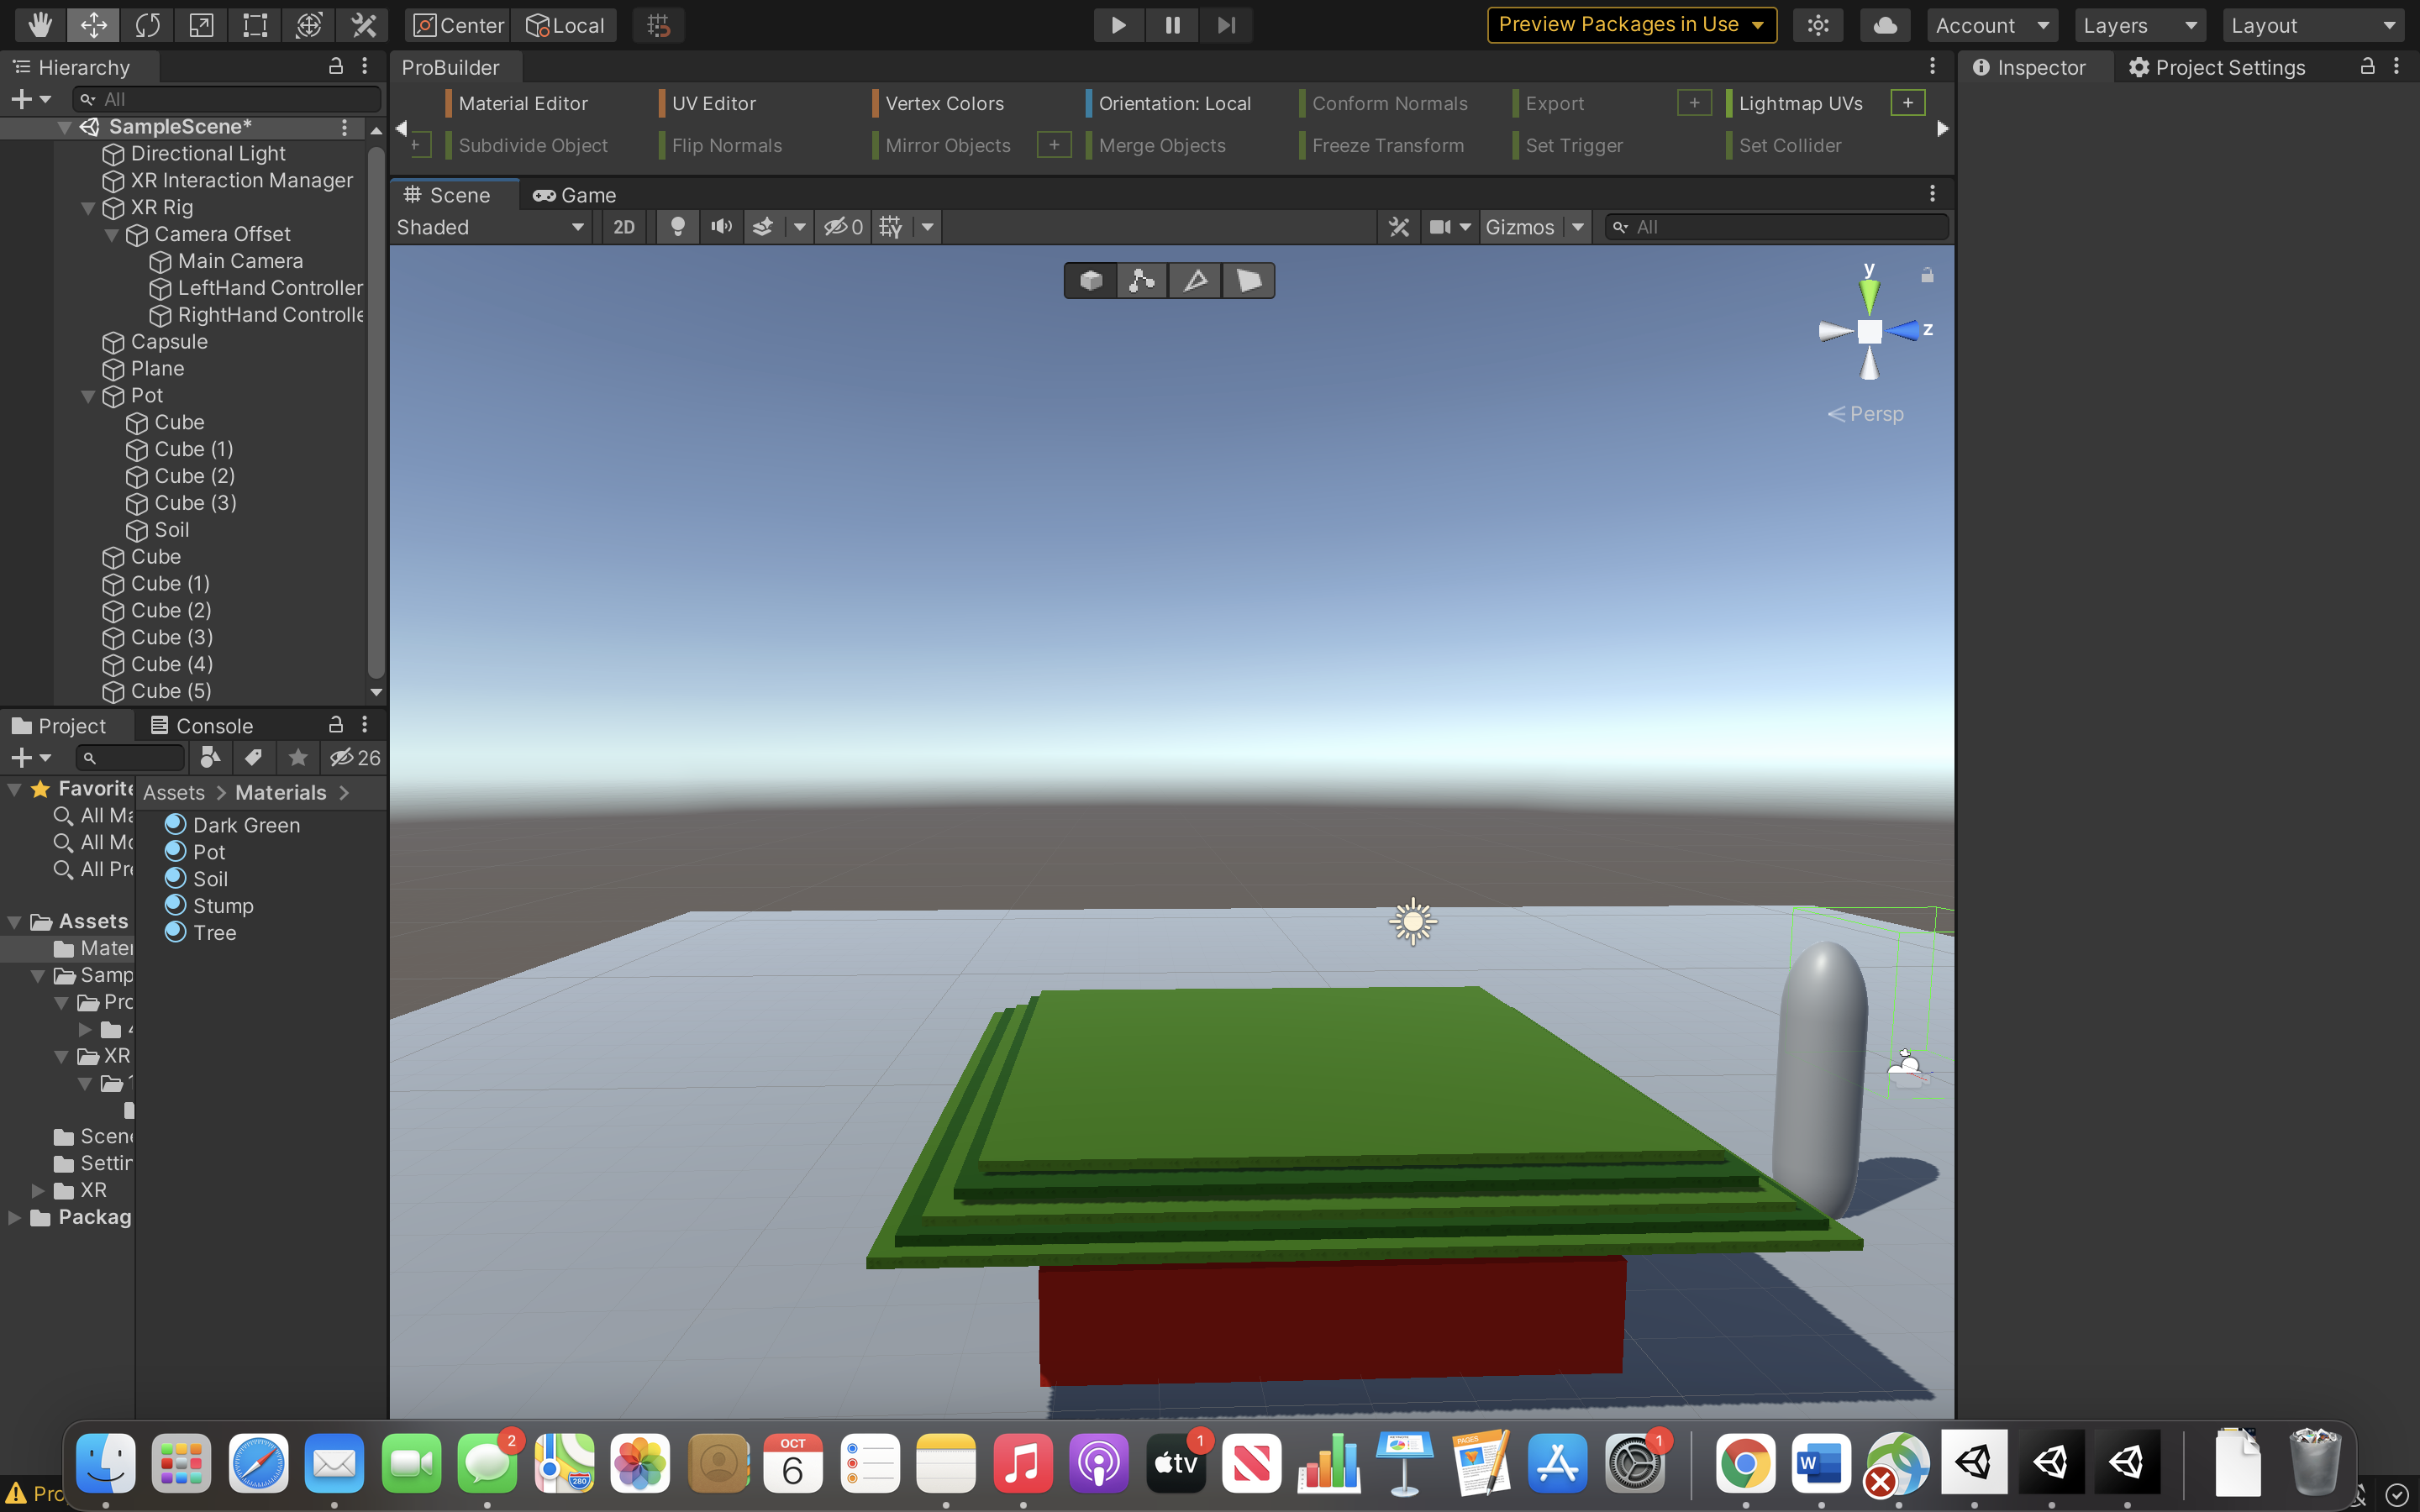 Center Local Preview Packages in Use Account Layers Layout
Hierarchy
All
SampleScene*
Directional Light
XR Interaction Manager
XR Rig
Camera Offset
Main Camera
LeftHand Controller
RightHand Controlle
Capsule
Plane
Pot
Cube
Cube (1)
Cube (2)
Cube (3)
Soil
Cube
Cube (1)
Cube (2)
Cube (3)
Cube (4)
Cube (5)
ProBuilder
Material Editor UV Editor Vertex Colors Orientation: Local Conform Normals Export + Lightmap UVs +
+ Subdivide Object Flip Normals Mirror Objects + Merge Objects Freeze Transform Set Trigger Set Collider
Scene Game
Shaded 2D 0 Gizmos All
y
z
Persp
Inspector Project Settings
Project Console
26
Favorite
All Ma
All Mo
All Pre
Assets
Mater
Samp
Pro
XR
Scene
Settin
XR
Packag
Assets > Materials >
Dark Green
Pot
Soil
Stump
Tree
Pro
2
280
OCT
6
tv
1
PAGES
1
W